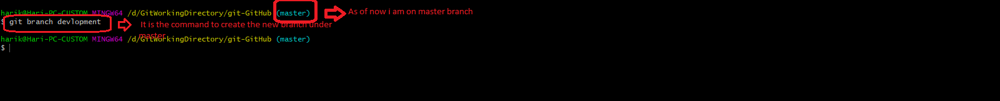 harik@Hari-PC-CUSTOM MINGW64 /d/GitWorkingDirectory/git-GitHub (master) As of now i am on master branch
$ git branch devlopment It is the command to create the new branch under
master
harik@Hari-PC-CUSTOM MINGW64 /d/GitWorkingDirectory/git-GitHub (master)
$